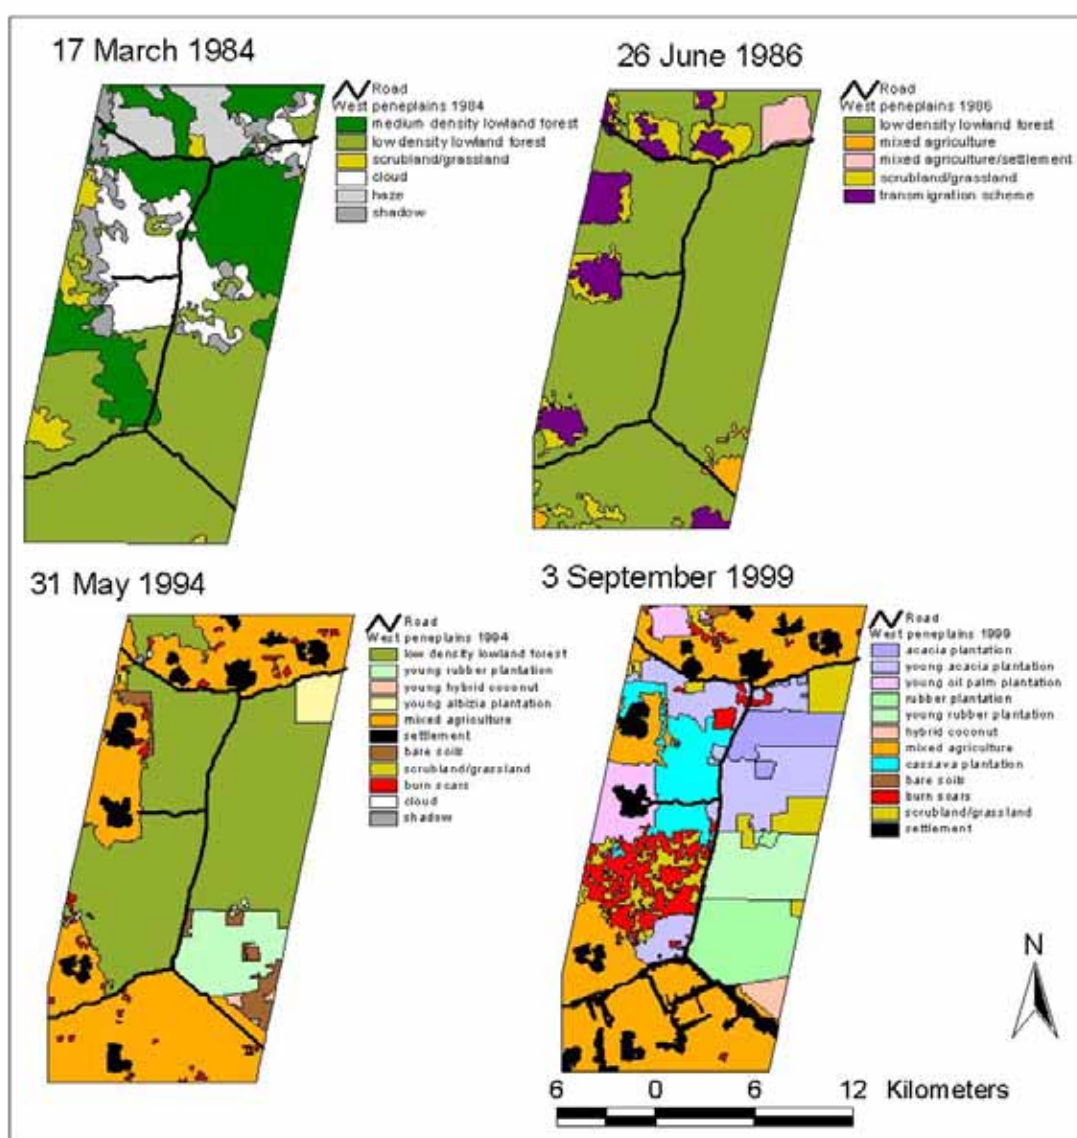 17 March 1984
Road
West peneplains 1984
medium density lowland forest
low density lowland forest
scrubland/grassland
cloud
haze
shadow
26 June 1986
Road
West peneplains 1986
low density lowland forest
mixed agriculture
mixed agriculture/settlement
scrubland/grassland
transmigration scheme
31 May 1994
Road
West peneplains 1994
low density lowland forest
young rubber plantation
young hybrid coconut
young albizia plantation
mixed agriculture
settlement
bare soils
scrubland/grassland
burn scars
cloud
shadow
3 September 1999
Road
West peneplains 1999
acacia plantation
young acacia plantation
young oil palm plantation
rubber plantation
young rubber plantation
hybrid coconut
mixed agriculture
cassava plantation
bare soils
burn scars
scrubland/grassland
settlement
N
6 0 6 12 Kilometers